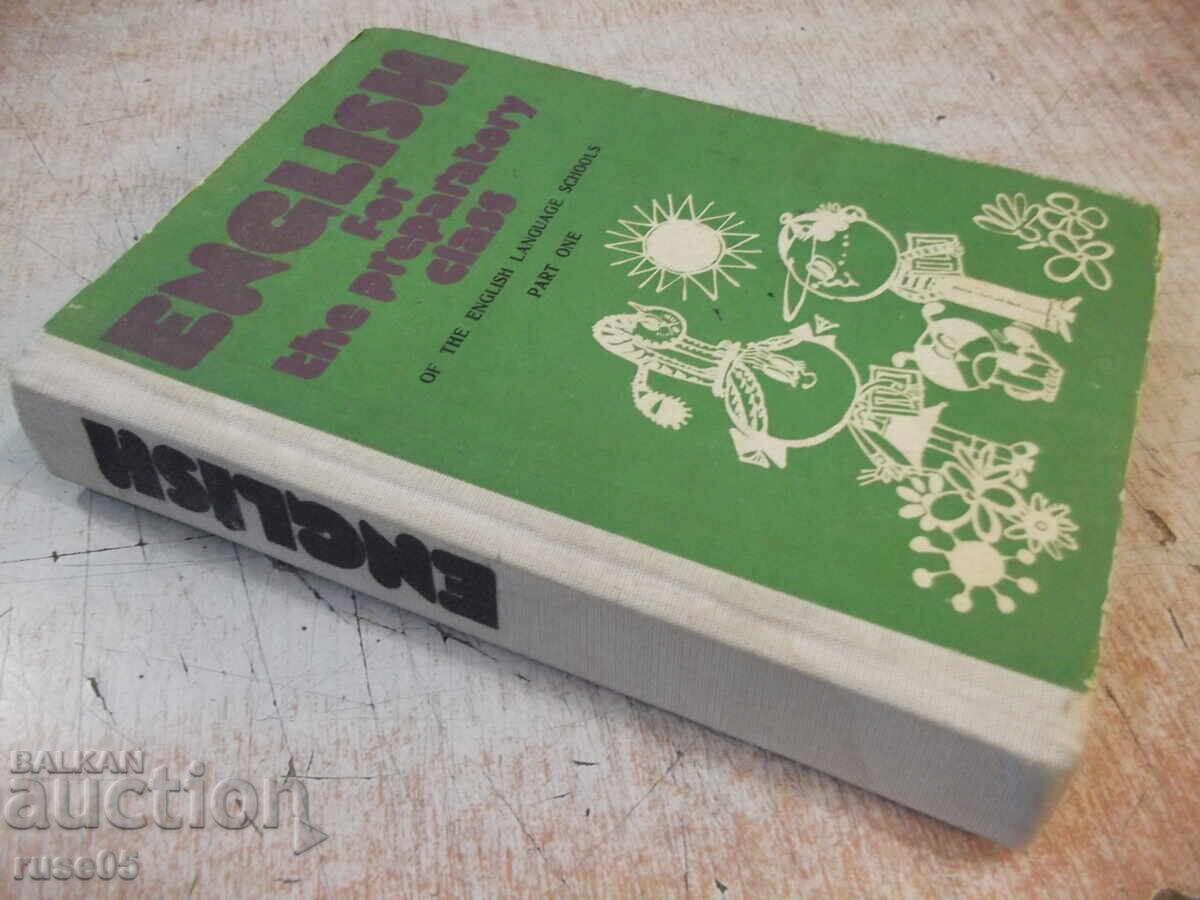 ENGLISH
For
the preparatory
class
OF THE ENGLISH LANGUAGE SCHOOLS
PART ONE
ENGLISH
BALKAN
auction
ruse05